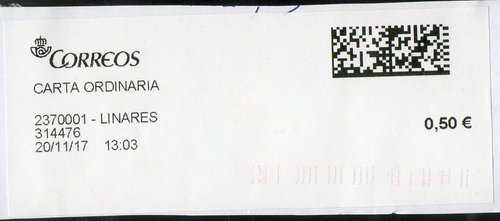 CORREOS
CARTA ORDINARIA
2370001 - LINARES
314476
20/11/17 13:03
0,50 €